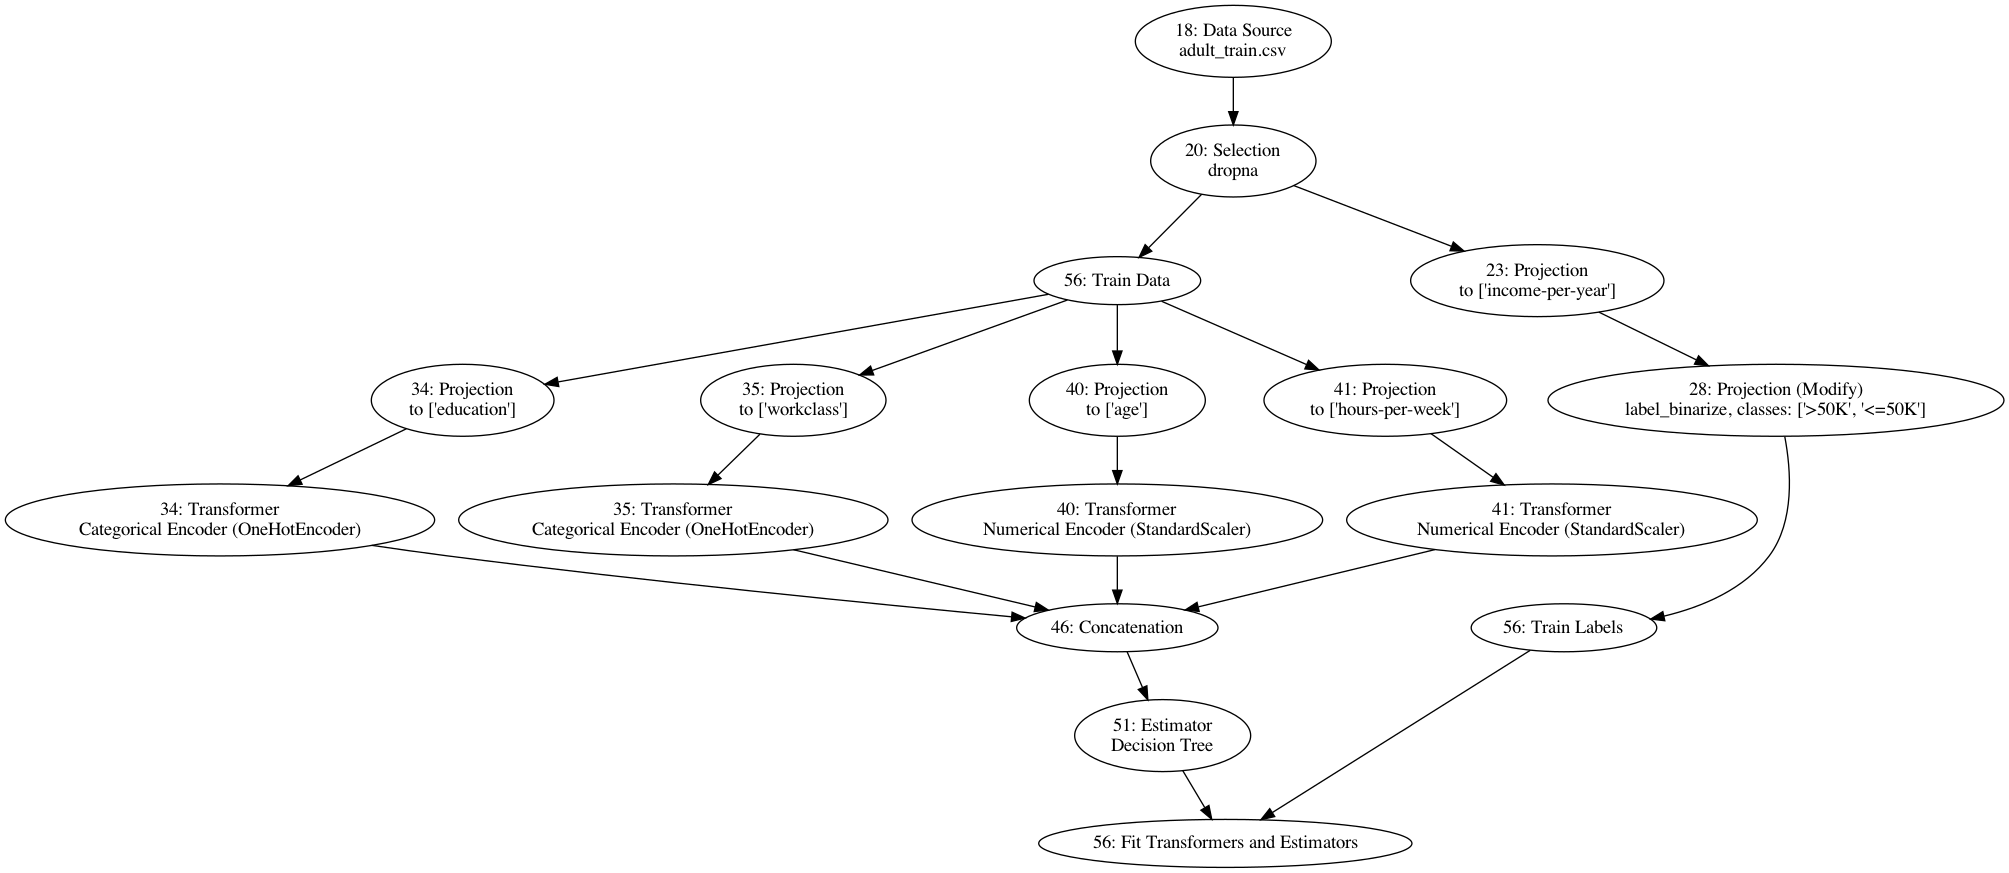 18: Data Source
adult_train.csv
20: Selection
dropna
56: Train Data
23: Projection
to ['income-per-year']
34: Projection
to ['education']
35: Projection
to ['workclass']
40: Projection
to ['age']
41: Projection
to ['hours-per-week']
28: Projection (Modify)
label_binarize, classes: ['>50K', '<=50K']
34: Transformer
Categorical Encoder (OneHotEncoder)
35: Transformer
Categorical Encoder (OneHotEncoder)
40: Transformer
Numerical Encoder (StandardScaler)
41: Transformer
Numerical Encoder (StandardScaler)
46: Concatenation
56: Train Labels
51: Estimator
Decision Tree
56: Fit Transformers and Estimators